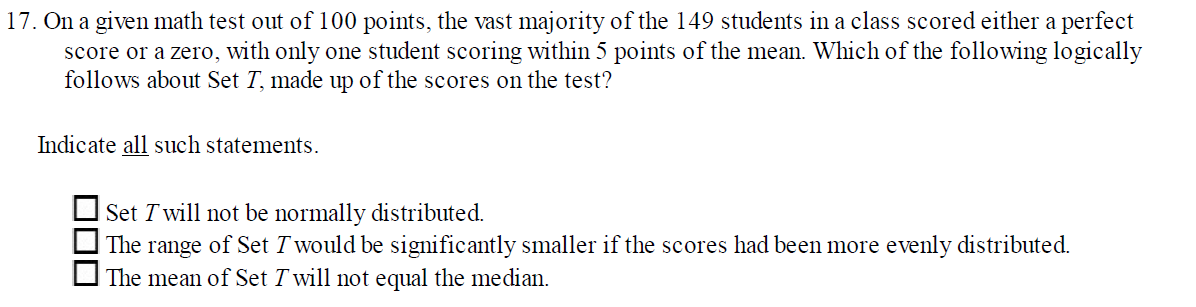 17. On a given math test out of 100 points, the vast majority of the 149 students in a class scored either a perfect
score or a zero, with only one student scoring within 5 points of the mean. Which of the following logically
follows about Set T, made up of the scores on the test?
Indicate all such statements.
Set T will not be normally distributed.
The range of Set T would be significantly smaller if the scores had been more evenly distributed.
The mean of Set T will not equal the median.